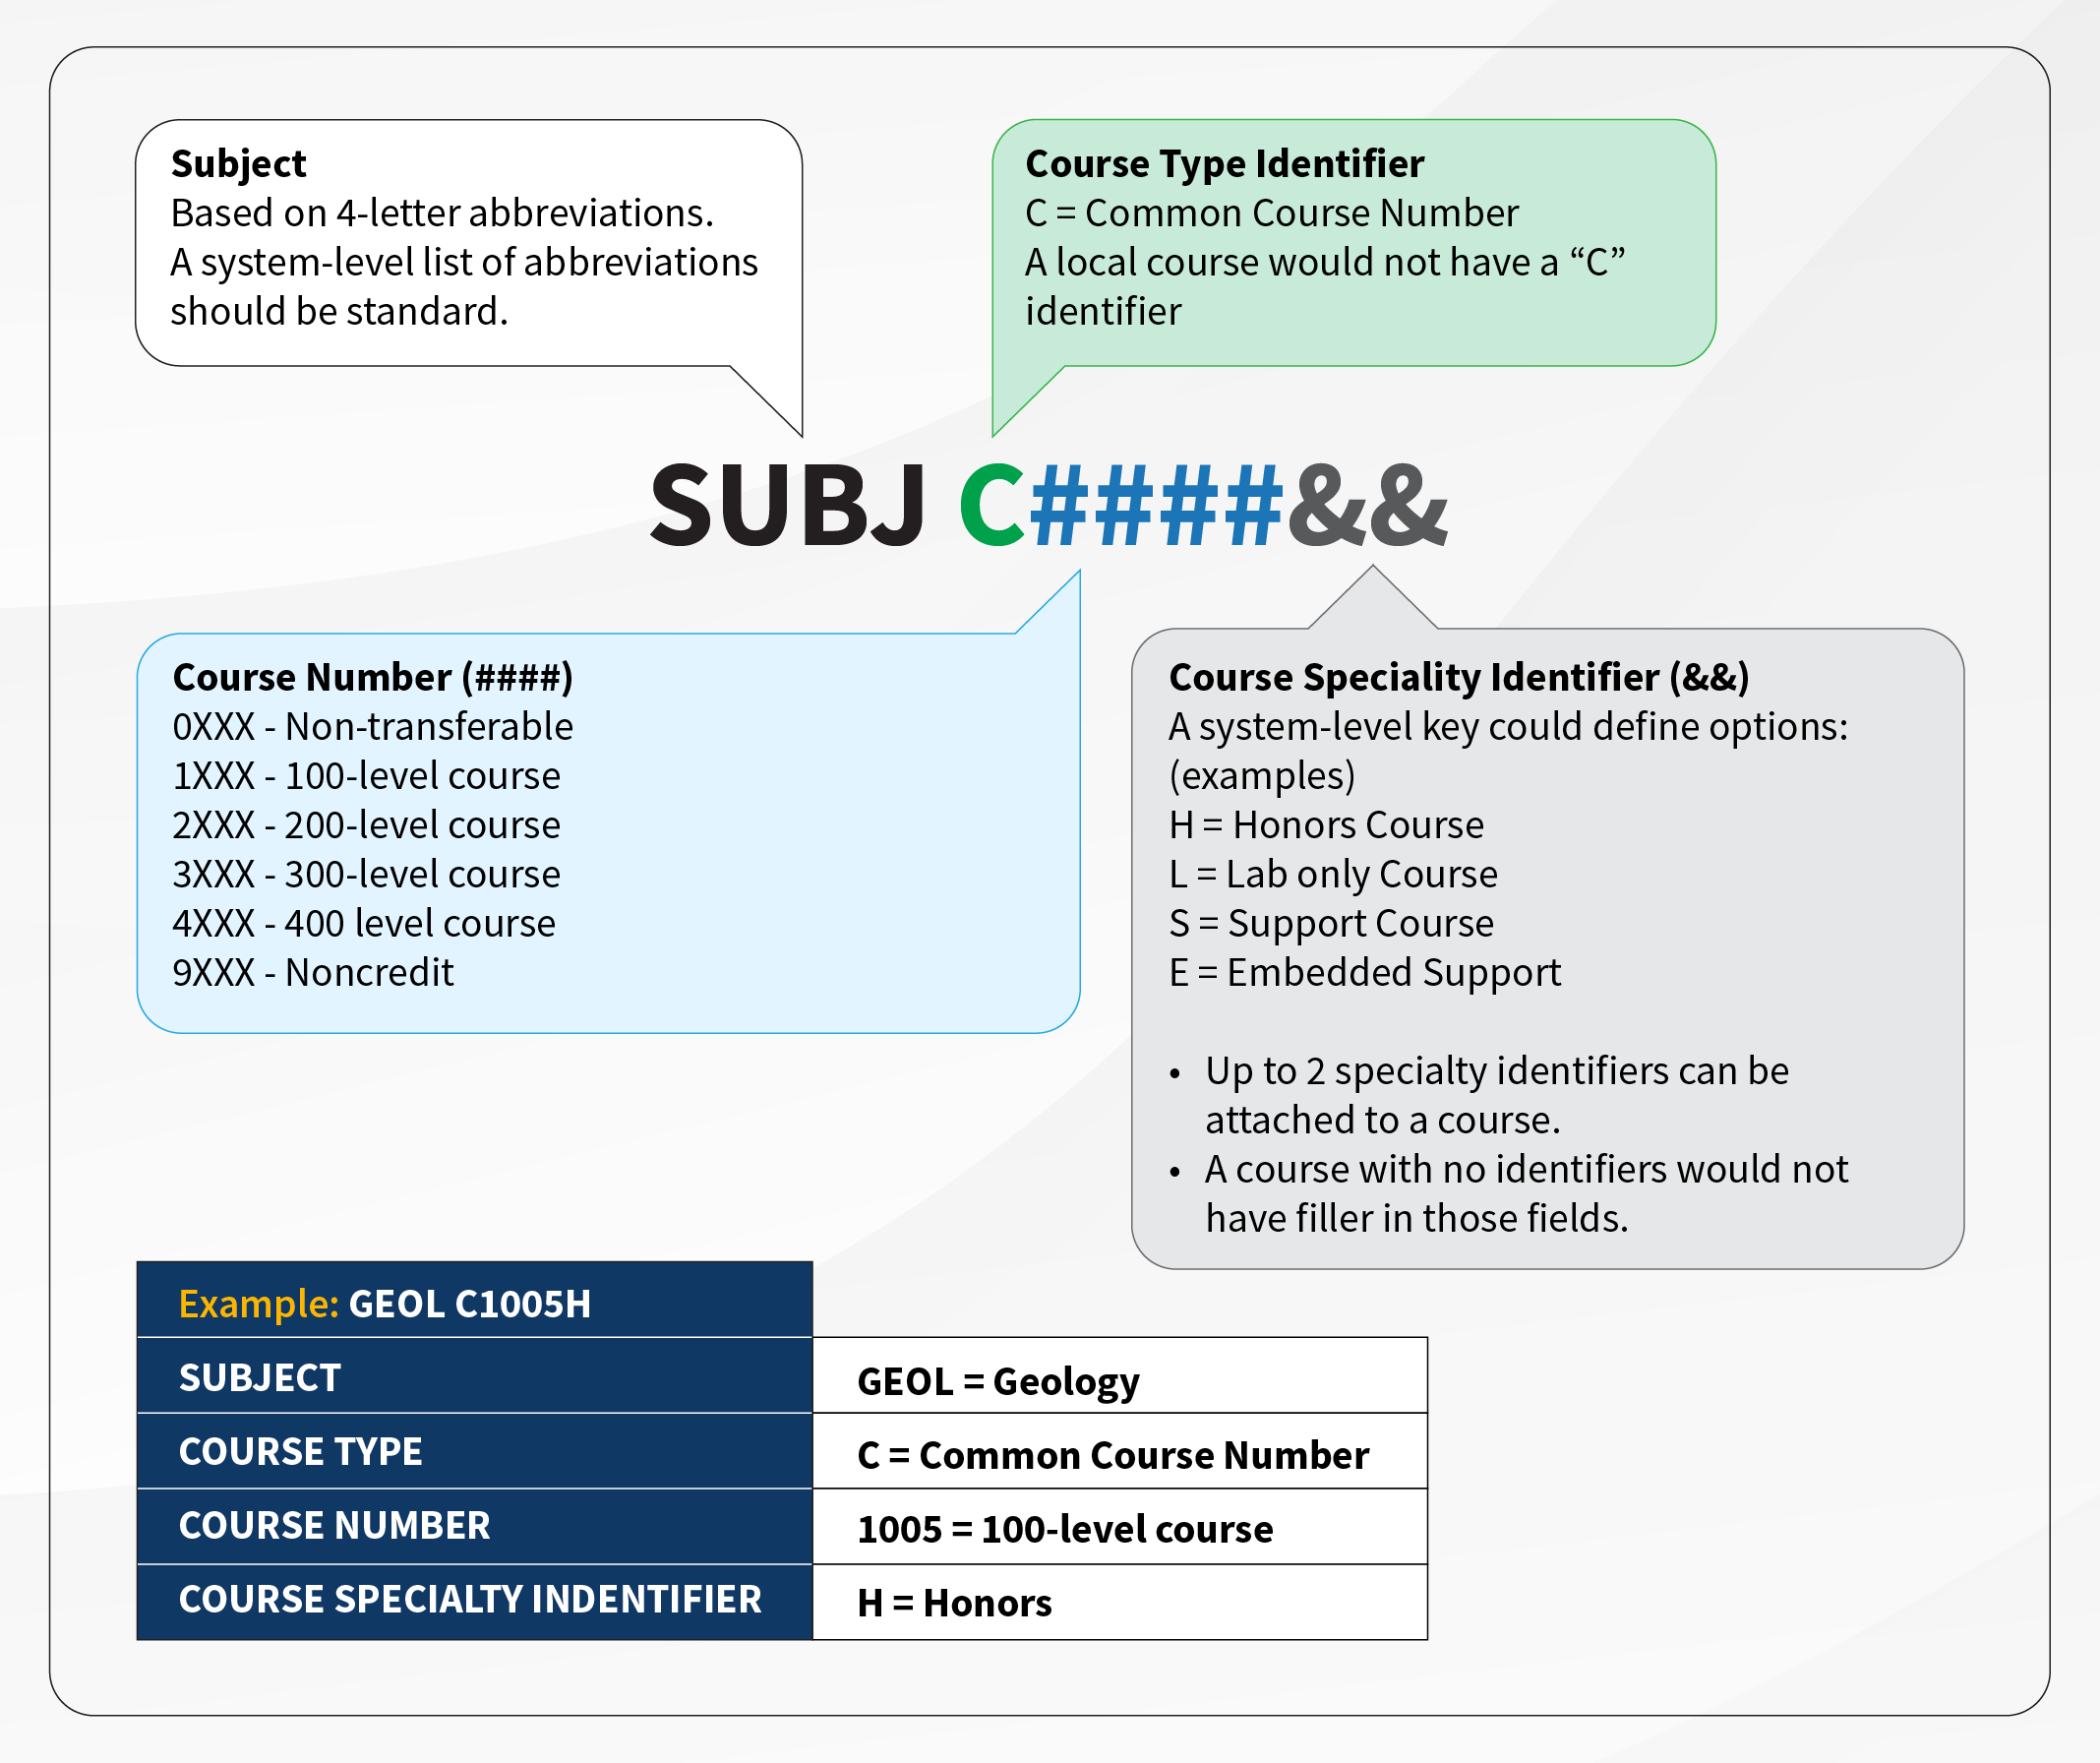 Subject
Based on 4-letter abbreviations.
A system-level list of abbreviations
should be standard.
Course Type Identifier
C = Common Course Number
A local course would not have a “C”
identifier
SUBJ C####&&
Course Number (####)
0XXX - Non-transferable
1XXX - 100-level course
2XXX - 200-level course
3XXX - 300-level course
4XXX - 400 level course
9XXX - Noncredit
Course Speciality Identifier (&&)
A system-level key could define options:
(examples)
H = Honors Course
L = Lab only Course
S = Support Course
E = Embedded Support
• Up to 2 specialty identifiers can be
attached to a course.
• A course with no identifiers would not
have filler in those fields.
Example: GEOL C1005H
SUBJECT
GEOL = Geology
COURSE TYPE
C = Common Course Number
COURSE NUMBER
1005 = 100-level course
COURSE SPECIALTY INDENTIFIER
H = Honors